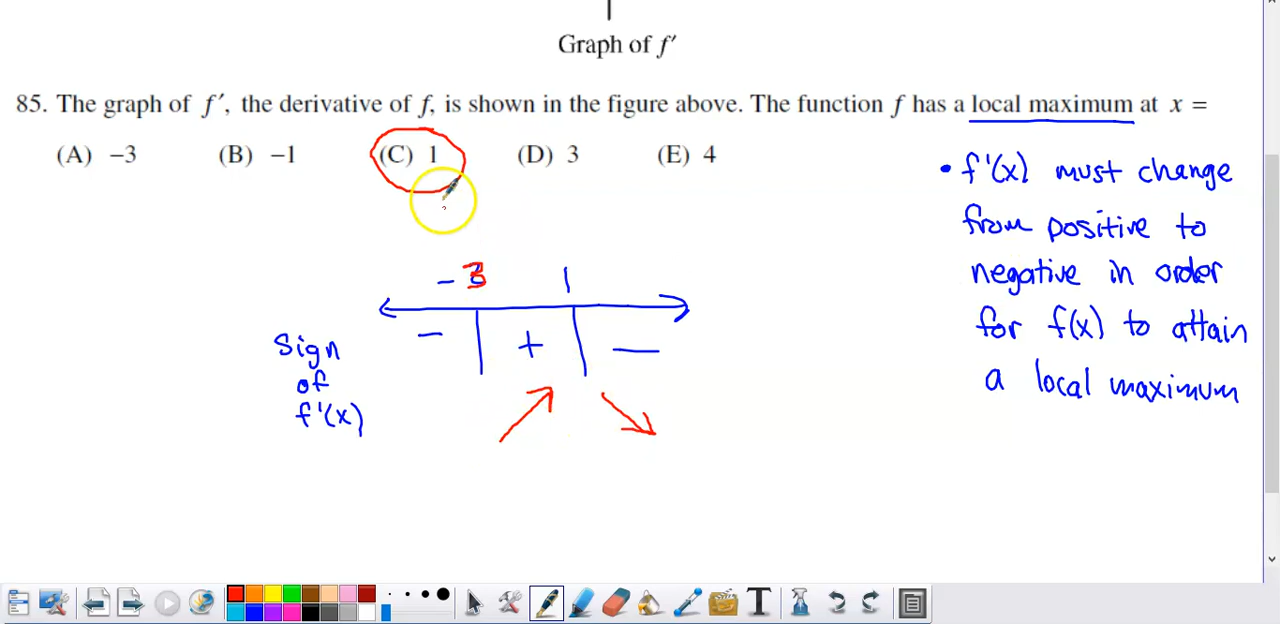 Graph of f′
85. The graph of f′, the derivative of f, is shown in the figure above. The function f has a local maximum at x =
(A) −3 (B) −1 (C) 1 (D) 3 (E) 4
• f'(x) must change
from positive to
negative in order
for f(x) to attain
a local maximum
- 3 1
- + —
Sign
of
f'(x)
T